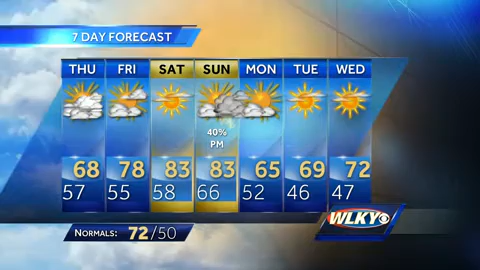 7 DAY FORECAST
THU FRI SAT SUN MON TUE WED
40%
PM
68 78 83 83 65 69 72
57 55 58 66 52 46 47
NORMALS: 72/50
WLKY